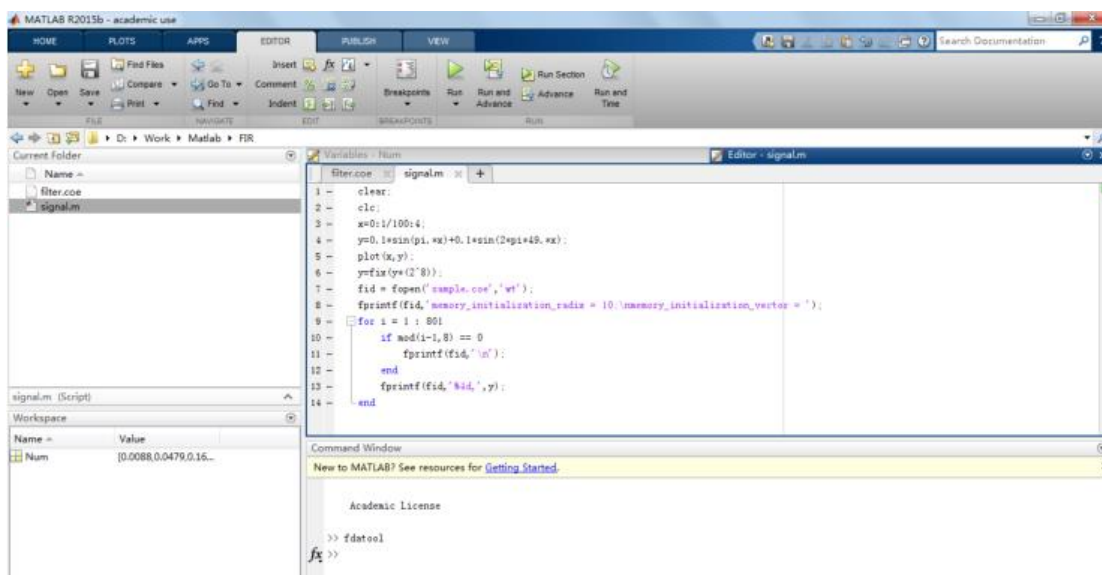 MATLAB R2015b - academic use
HOME PLOTS APPS EDITOR PUBLISH VIEW
Search Documentation
New Open Save
Find Files
Compare
Print
Go To
Find
Insert fx
Comment
Indent
Breakpoints
Run
Run and Advance
Run Section
Advance
Run and Time
FILE NAVIGATE EDIT BREAKPOINTS RUN
D: Work Matlab FIR
Current Folder
Name
filter.coe
signal.m
signal.m (Script)
Workspace
Name Value
Num [0.0088,0.0479,0.16...
Variables - Num
Editor - signal.m
filter.coe signal.m +
1 - clear;
2 - clc;
3 - x=0:1/100:4;
4 - y=0.1*sin(pi.*x)+0.1*sin(2*pi*49.*x);
5 - plot(x,y);
6 - y=fix(y*(2^8));
7 - fid = fopen('sample.coe','wt');
8 - fprintf(fid,'memory_initialization_radix = 10;\nmemory_initialization_vector = ');
9 - for i = 1 : 801
10 - if mod(i-1,8) == 0
11 - fprintf(fid,'\n');
12 - end
13 - fprintf(fid,'%4d,',y);
14 - end
Command Window
New to MATLAB? See resources for Getting Started.
Academic License
>> fdatool
fx >>